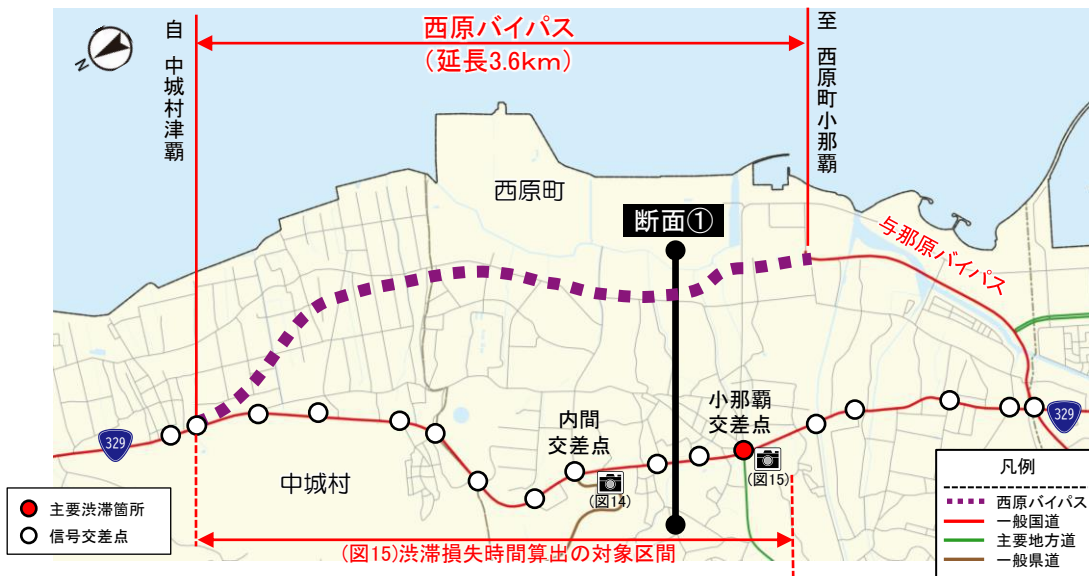 自 中城村津覇
西原バイパス
(延長3.6km)
至 西原町小那覇
N
西原町
断面①
与那原バイパス
小那覇
交差点
内間
交差点
329
329
中城村
(図14)
(図15)
(図15)渋滞損失時間算出の対象区間
主要渋滞箇所
信号交差点
凡例
西原バイパス
一般国道
主要地方道
一般県道